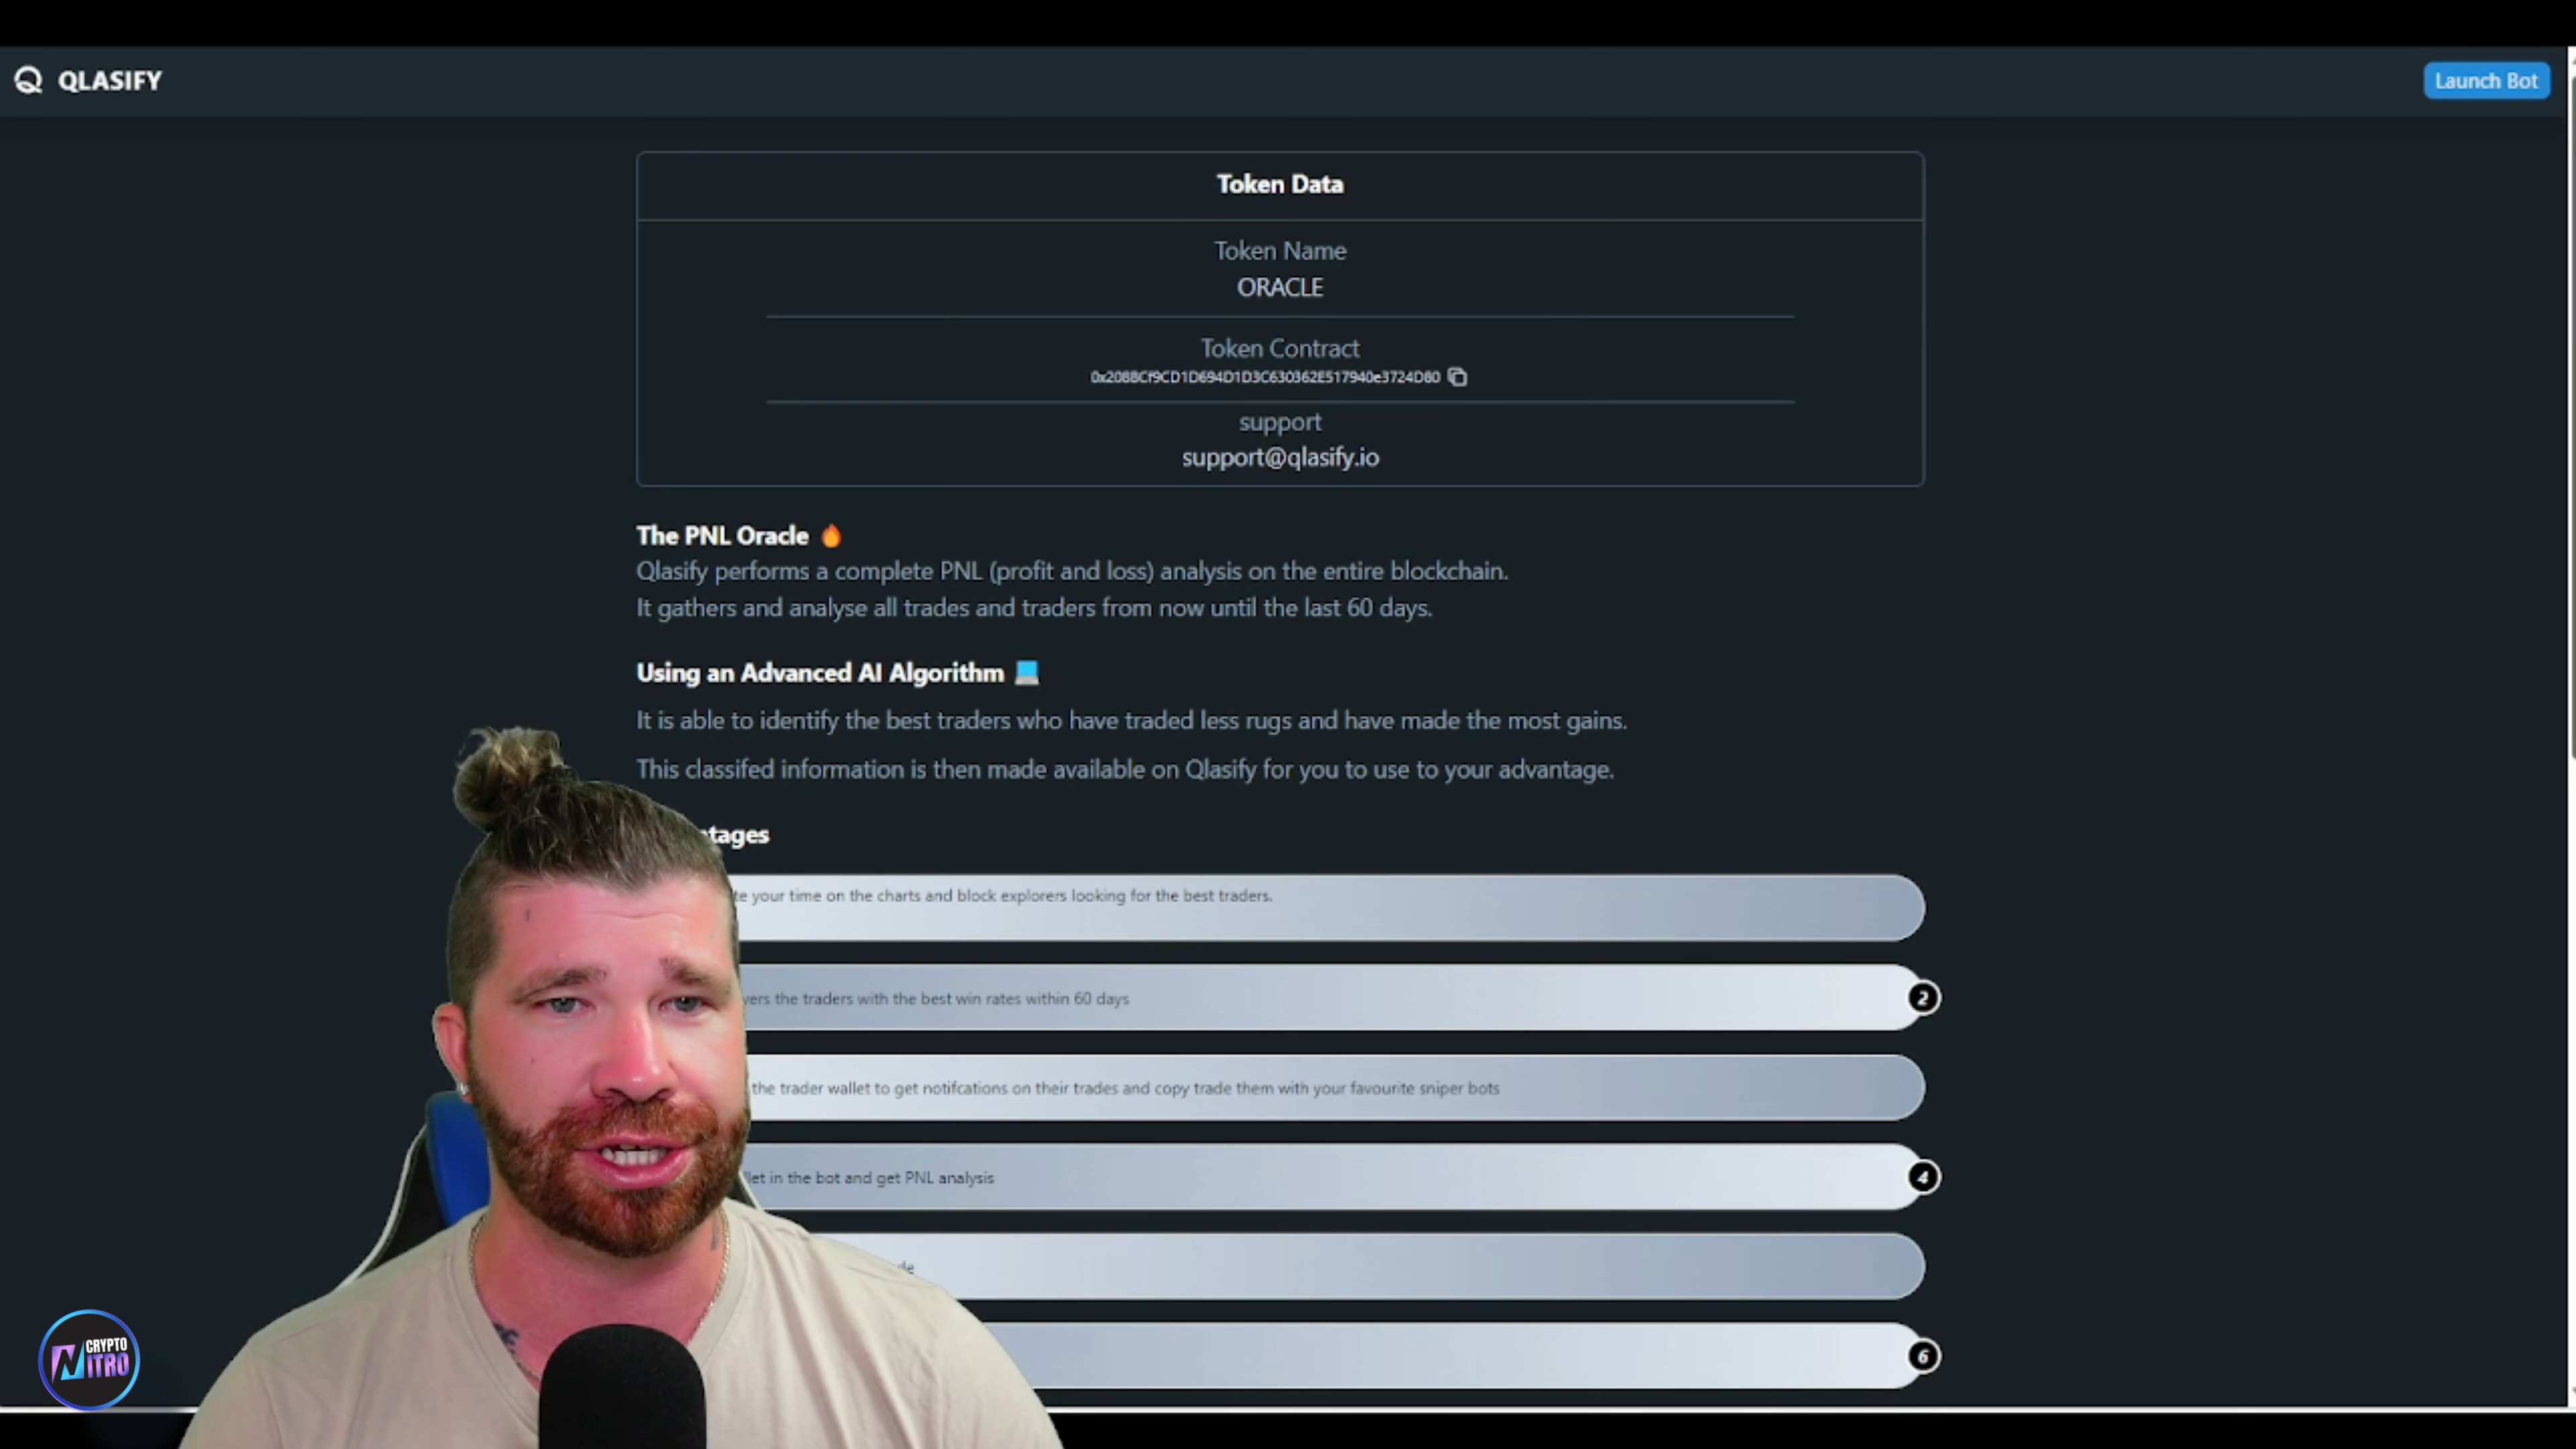 QLASIFY
Launch Bot
Token Data
Token Name
ORACLE
Token Contract
0x208BCf9CD1D694D1D3C630362E517940e3724D80
support
support@qlasify.io
The PNL Oracle
Qlasify performs a complete PNL (profit and loss) analysis on the entire blockchain.
It gathers and analyse all trades and traders from now until the last 60 days.
Using an Advanced AI Algorithm
It is able to identify the best traders who have traded less rugs and have made the most gains.
This classifed information is then made available on Qlasify for you to use to your advantage.
your time on the charts and block explorers looking for the best traders.
the traders with the best win rates within 60 days
2
the trader wallet to get notifcations on their trades and copy trade them with your favourite sniper bots
in the bot and get PNL analysis
4
6
CRYPTO
NITRO